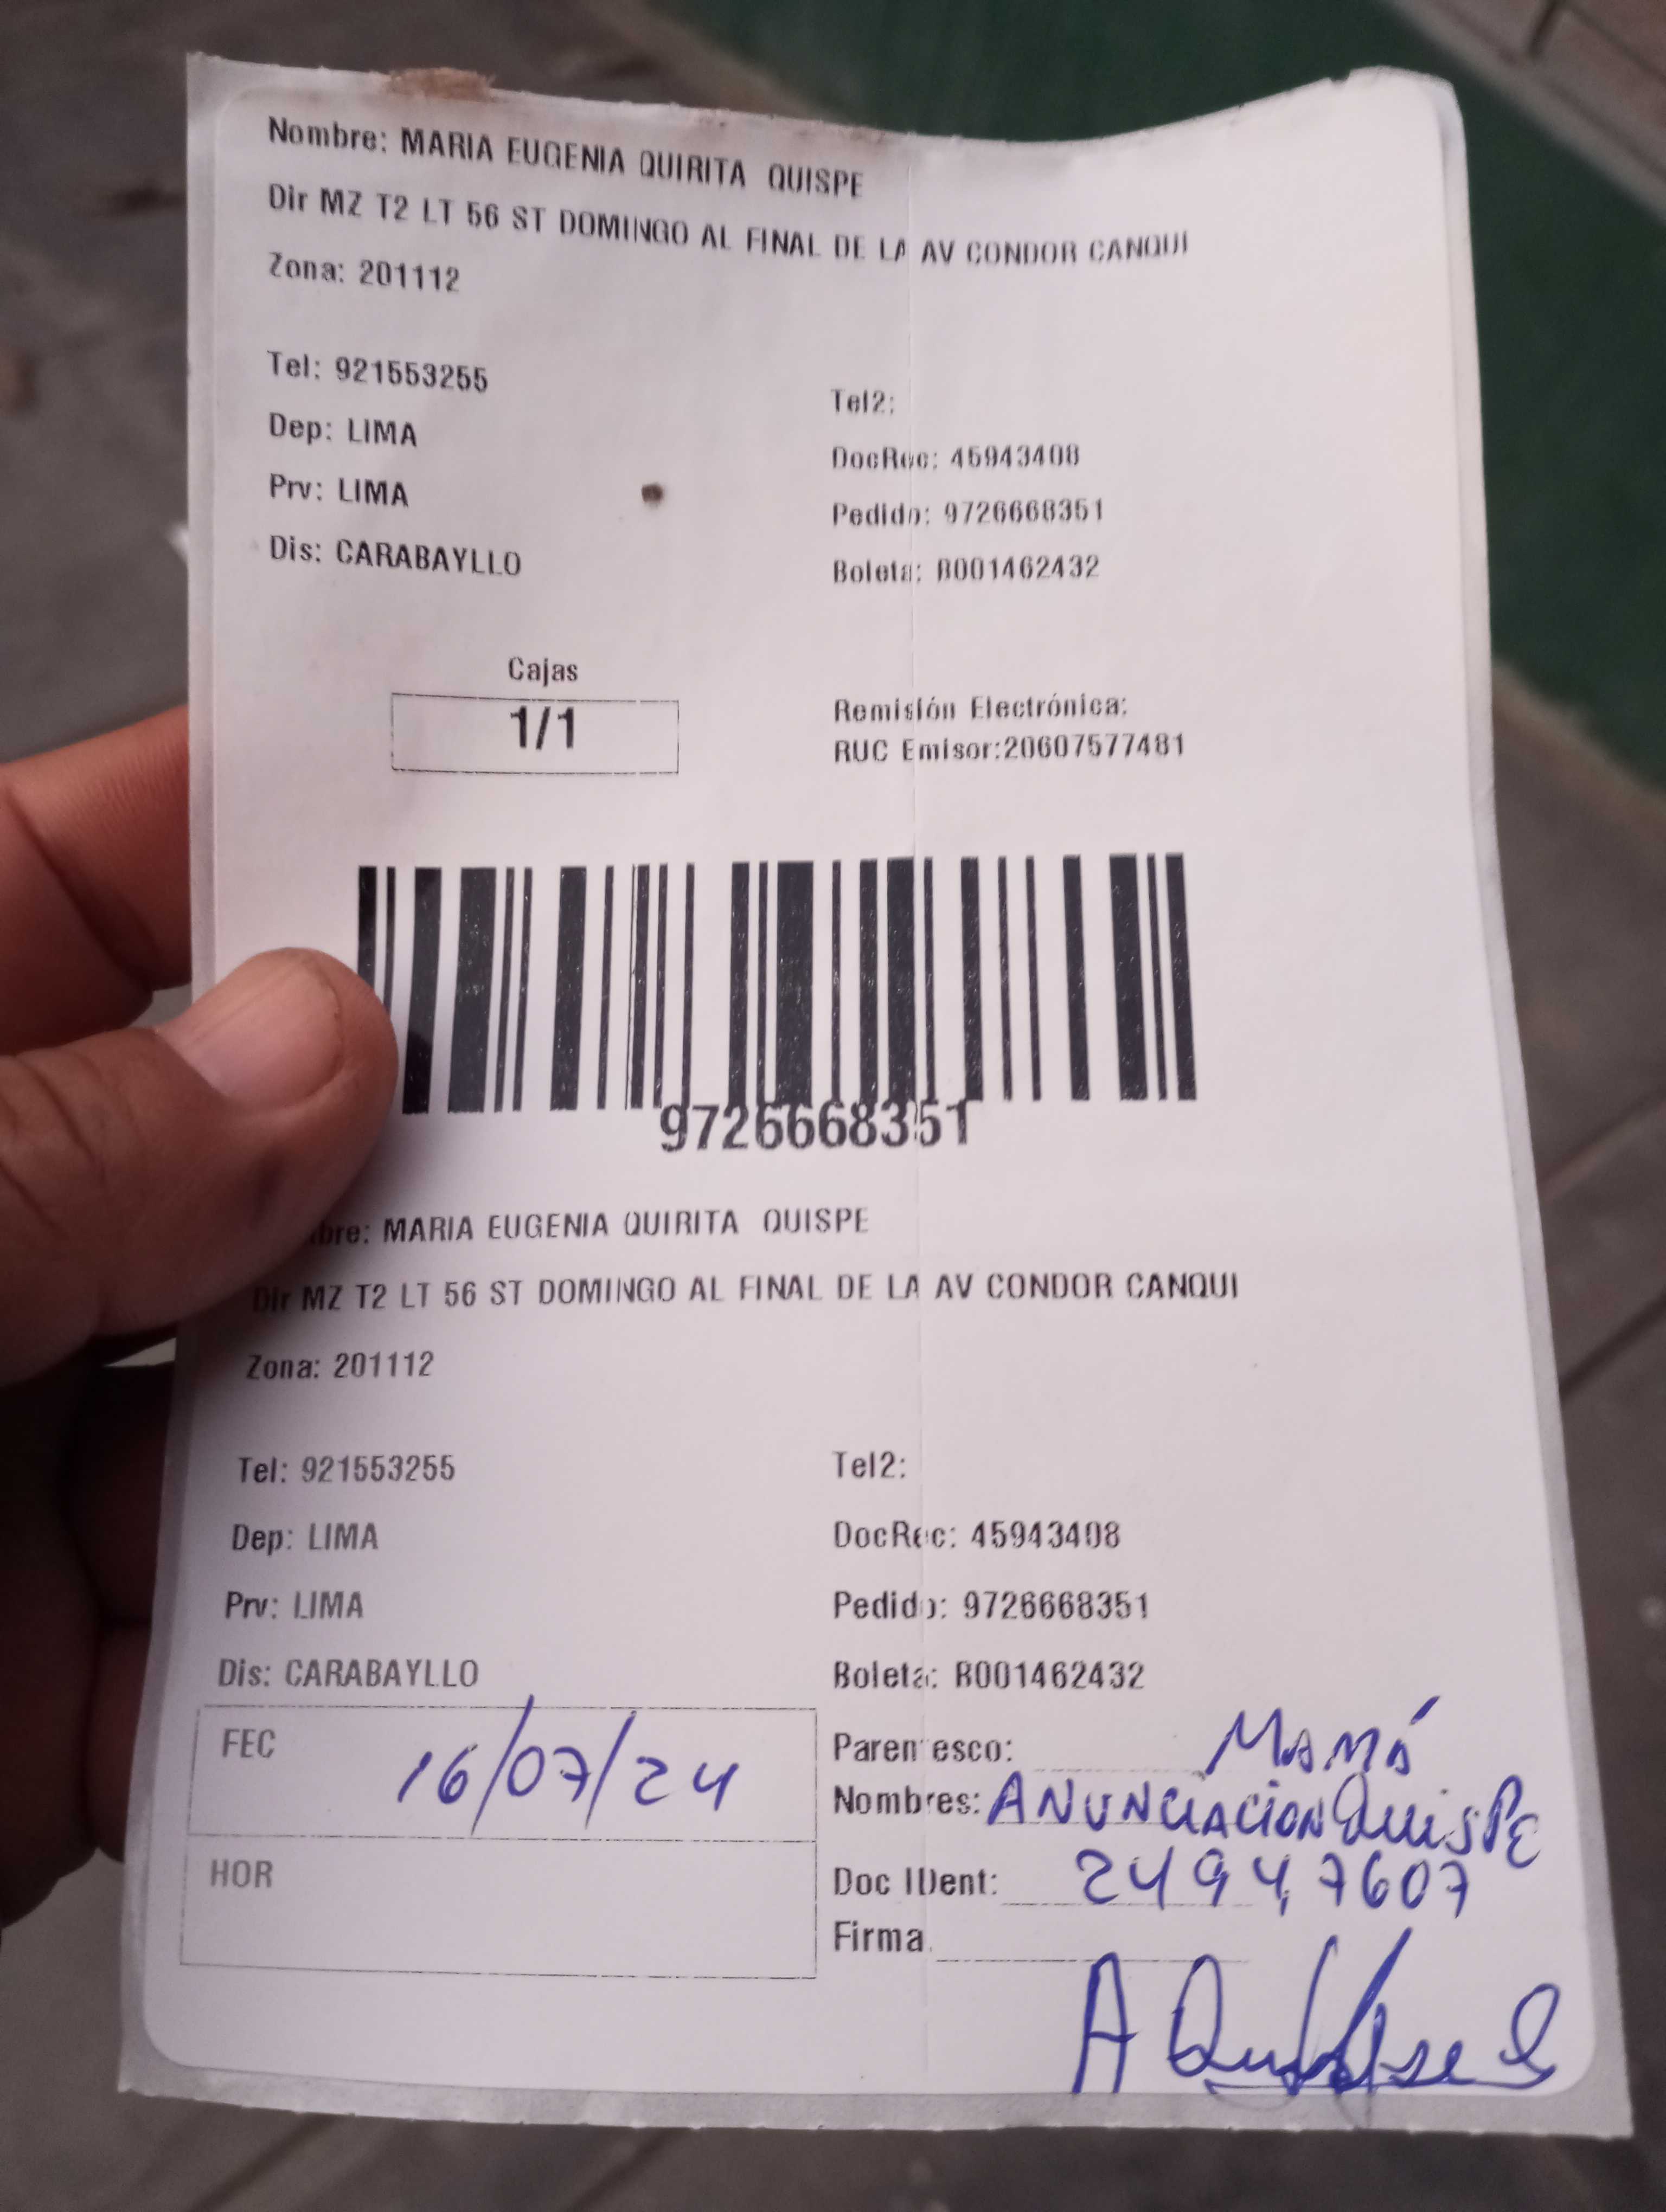 Nombre: MARIA EUGENIA QUIRITA QUISPE
Dir MZ T2 LT 56 ST DOMINGO AL FINAL DE LA AV CONDOR CANQUI
Zona: 201112
Tel: 921553255
Tel2:
Dep: LIMA
DocRec: 45943408
Prv: LIMA
Pedido: 9726668351
Dis: CARABAYLLO
Boleta: B001462432
Cajas
1/1
Remisión Electrónica:
RUC Emisor:20607577481
9726668351
bre: MARIA EUGENIA QUIRITA QUISPE
Dir MZ T2 LT 56 ST DOMINGO AL FINAL DE LA AV CONDOR CANQUI
Zona: 201112
Tel: 921553255
Tel2:
Dep: LIMA
DocRec: 45943408
Prv: LIMA
Pedido: 9726668351
Dis: CARABAYLLO
Boleta: B001462432
FEC 16/07/24
Parentesco: MAMÁ
Nombres: ANUNCIACION QUISPE
HOR
Doc IDent: 24947607
Firma